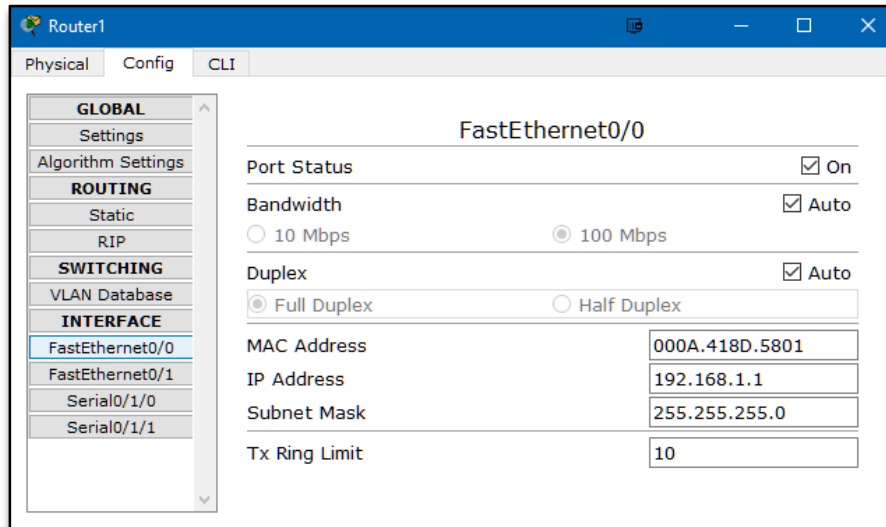 Router1
Physical Config CLI
GLOBAL
Settings
Algorithm Settings
ROUTING
Static
RIP
SWITCHING
VLAN Database
INTERFACE
FastEthernet0/0
FastEthernet0/1
Serial0/1/0
Serial0/1/1
FastEthernet0/0
Port Status On
Bandwidth Auto
10 Mbps 100 Mbps
Duplex Auto
Full Duplex Half Duplex
MAC Address 000A.418D.5801
IP Address 192.168.1.1
Subnet Mask 255.255.255.0
Tx Ring Limit 10